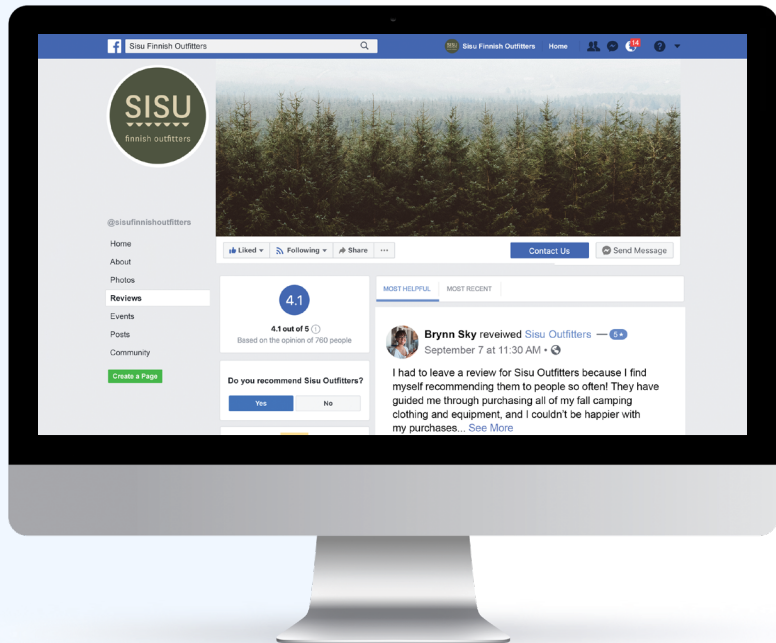 f Sisu Finnish Outfitters
SISU Sisu Finnish Outfitters Home 14 ?
SISU
finnish outfitters
@sisufinnishoutfitters
Home
About
Photos
Reviews
Events
Posts
Community
Create a Page
Liked Following Share ...
Contact Us Send Message
4.1
4.1 out of 5 i
Based on the opinion of 760 people
Do you recommend Sisu Outfitters?
Yes No
MOST HELPFUL MOST RECENT
Brynn Sky reveiwed Sisu Outfitters — 5★
September 7 at 11:30 AM •
I had to leave a review for Sisu Outfitters because I find
myself recommending them to people so often! They have
guided me through purchasing all of my fall camping
clothing and equipment, and I couldn't be happier with
my purchases... See More